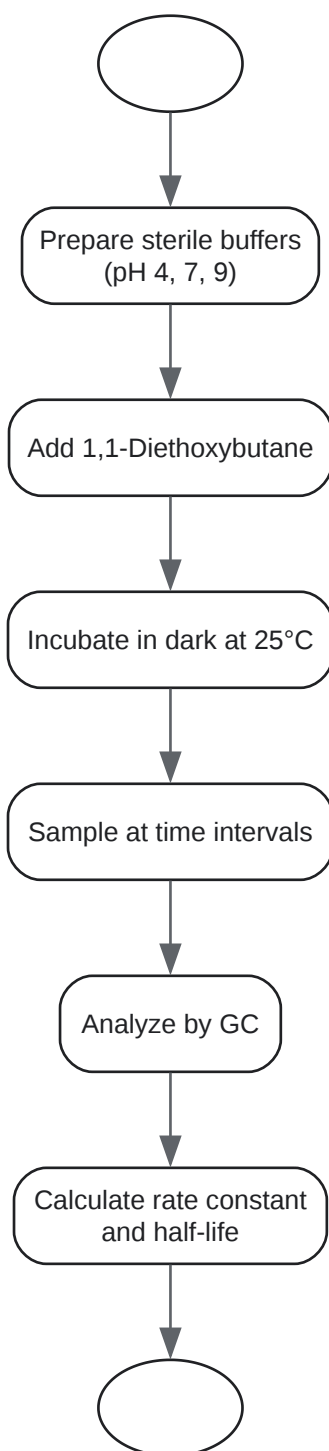 Prepare sterile buffers
(pH 4, 7, 9)
Add 1,1-Diethoxybutane
Incubate in dark at 25°C
Sample at time intervals
Analyze by GC
Calculate rate constant
and half-life